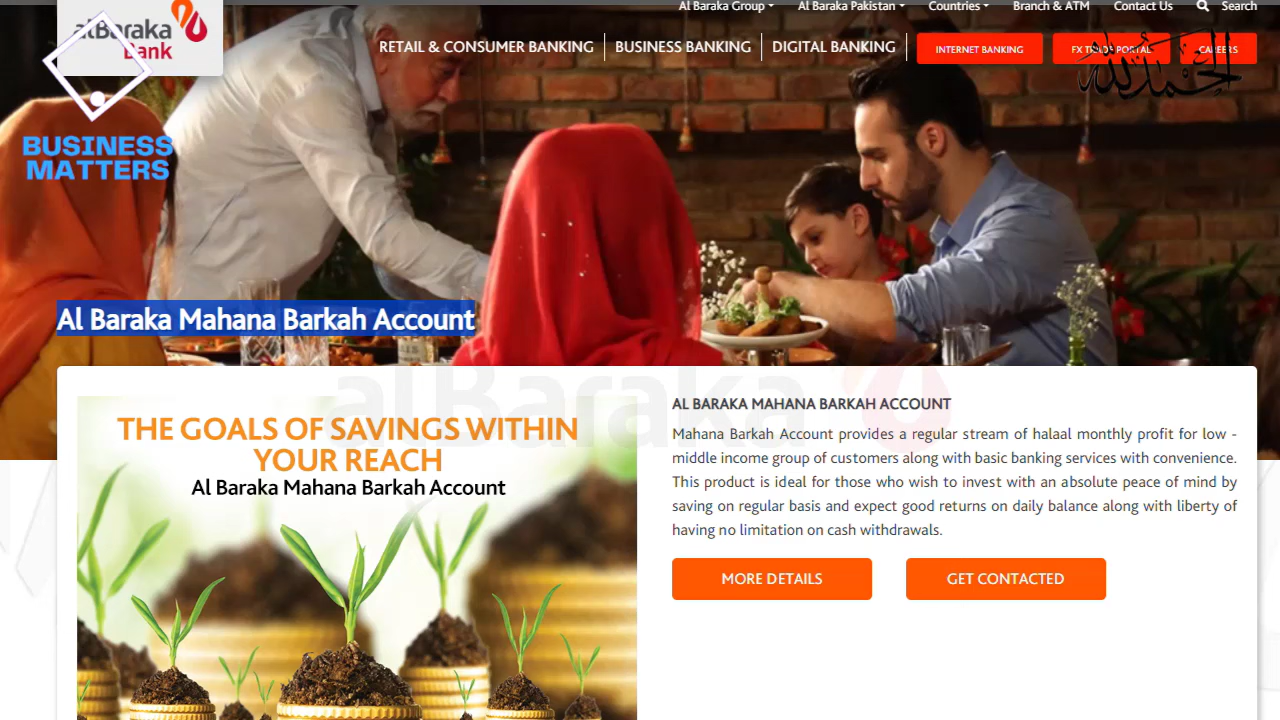 Al Baraka Group
Al Baraka Pakistan
Countries
Branch & ATM
Contact Us
Search
alBaraka
Bank
RETAIL & CONSUMER BANKING
BUSINESS BANKING
DIGITAL BANKING
INTERNET BANKING
FX TRADE PORTAL
CAREERS
الحمد لله
BUSINESS
MATTERS
Al Baraka Mahana Barkah Account
alBaraka
THE GOALS OF SAVINGS WITHIN
YOUR REACH
Al Baraka Mahana Barkah Account
AL BARAKA MAHANA BARKAH ACCOUNT
Mahana Barkah Account provides a regular stream of halaal monthly profit for low -
middle income group of customers along with basic banking services with convenience.
This product is ideal for those who wish to invest with an absolute peace of mind by
saving on regular basis and expect good returns on daily balance along with liberty of
having no limitation on cash withdrawals.
MORE DETAILS
GET CONTACTED